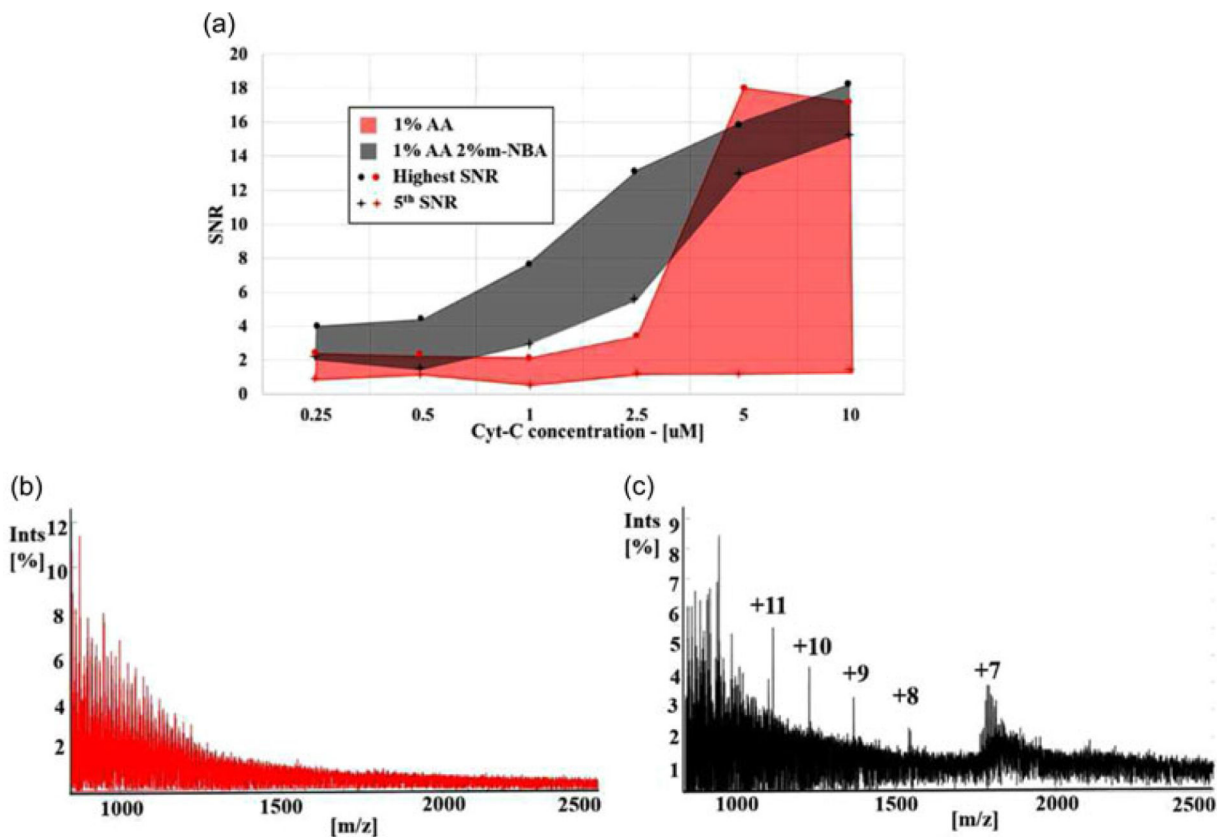 (a)
20
18
16
14
12
10
8
6
4
2
0
SNR
1% AA
1% AA 2%m-NBA
Highest SNR
5th SNR
0.25 0.5 1 2.5 5 10
Cyt-C concentration - [uM]
(b)
Ints
[%]
12
10
8
6
4
2
1000 1500 2000 2500
[m/z]
(c)
Ints
[%]
9
8
7
6
5
4
3
2
1
+11
+10
+9
+8
+7
1000 1500 2000 2500
[m/z]